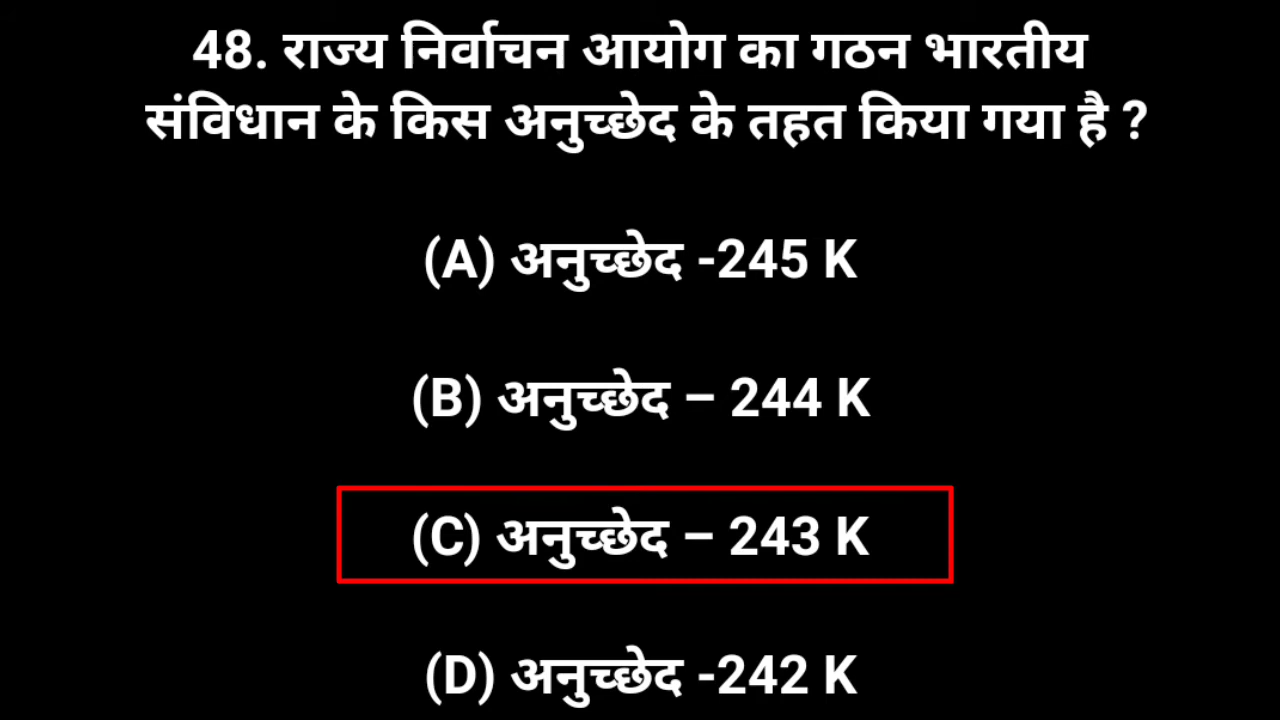 48. राज्य निर्वाचन आयोग का गठन भारतीय
संविधान के किस अनुच्छेद के तहत किया गया है ?
(A) अनुच्छेद -245 K
(B) अनुच्छेद – 244 K
(C) अनुच्छेद – 243 K
(D) अनुच्छेद -242 K